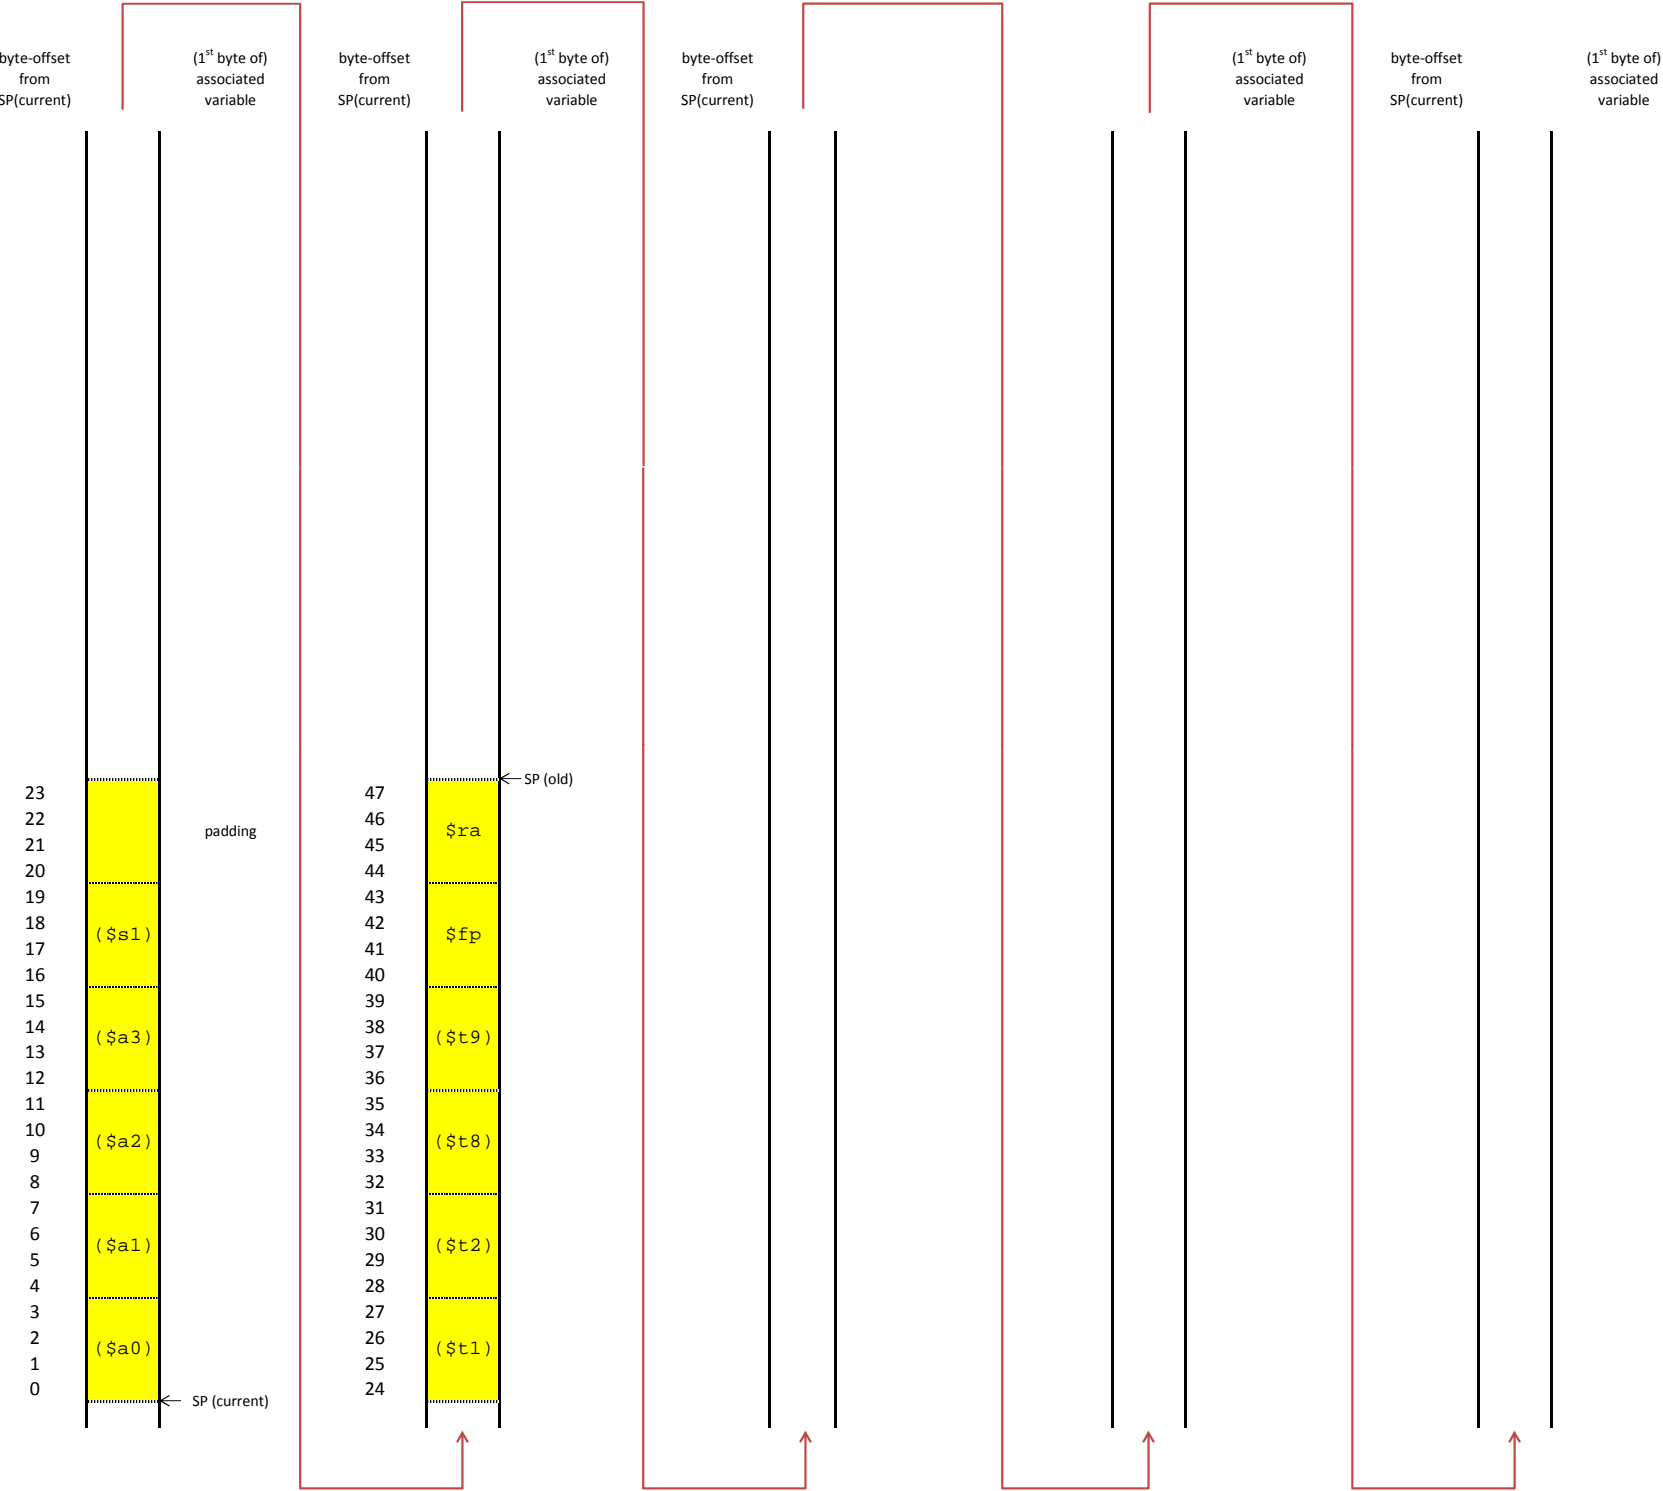 byte-offset
from
SP(current)
(1st byte of)
associated
variable
byte-offset
from
SP(current)
(1st byte of)
associated
variable
byte-offset
from
SP(current)
(1st byte of)
associated
variable
byte-offset
from
SP(current)
(1st byte of)
associated
variable
23
22
21
20
19
18
17
16
15
14
13
12
11
10
9
8
7
6
5
4
3
2
1
0
($s1)
($a3)
($a2)
($a1)
($a0)
padding
SP (current)
47
46
45
44
43
42
41
40
39
38
37
36
35
34
33
32
31
30
29
28
27
26
25
24
$ra
$fp
($t9)
($t8)
($t2)
($t1)
SP (old)